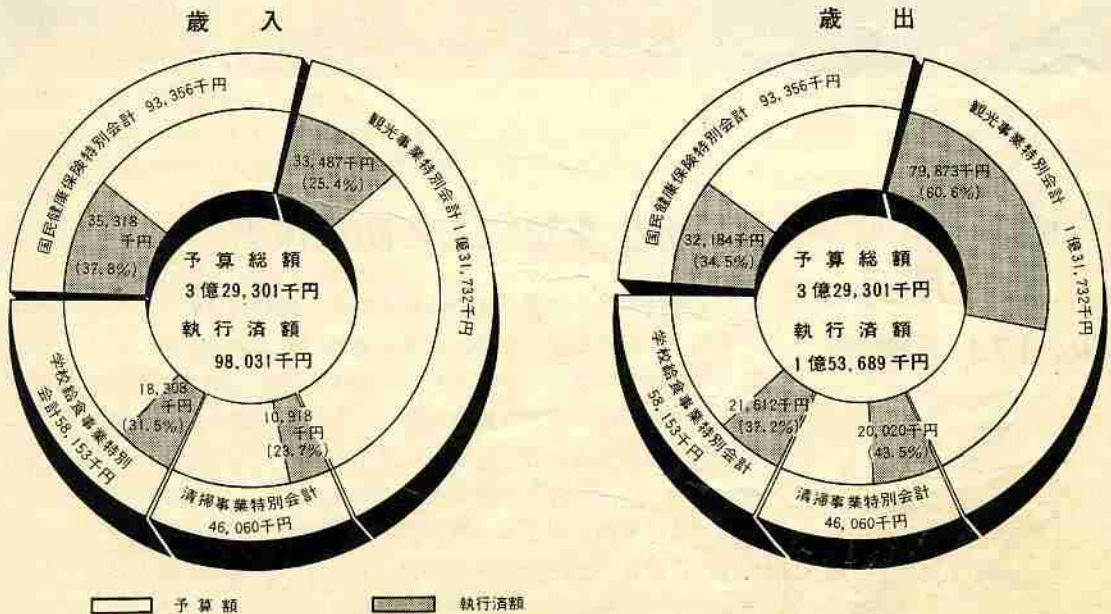 歳入
国民健康保険特別会計 93,356千円
35,318
千円
(37.8%)
観光事業特別会計 1億31,732千円
33,487千円
(25.4%)
予算総額
3億29,301千円
執行済額
98,031千円
学校給食事業特別
会計58,153千円
18,308
千円
(31.5%)
10,918
千円
(23.7%)
清掃事業特別会計
46,060千円
歳出
国民健康保険特別会計 93,356千円
32,184千円
(34.5%)
観光事業特別会計 1億31,732千円
79,873千円
(60.6%)
予算総額
3億29,301千円
執行済額
1億53,689千円
学校給食事業特別会計
58,153千円
21,612千円
(37.2%)
20,020千円
(43.5%)
清掃事業特別会計
46,060千円
予算額
執行済額